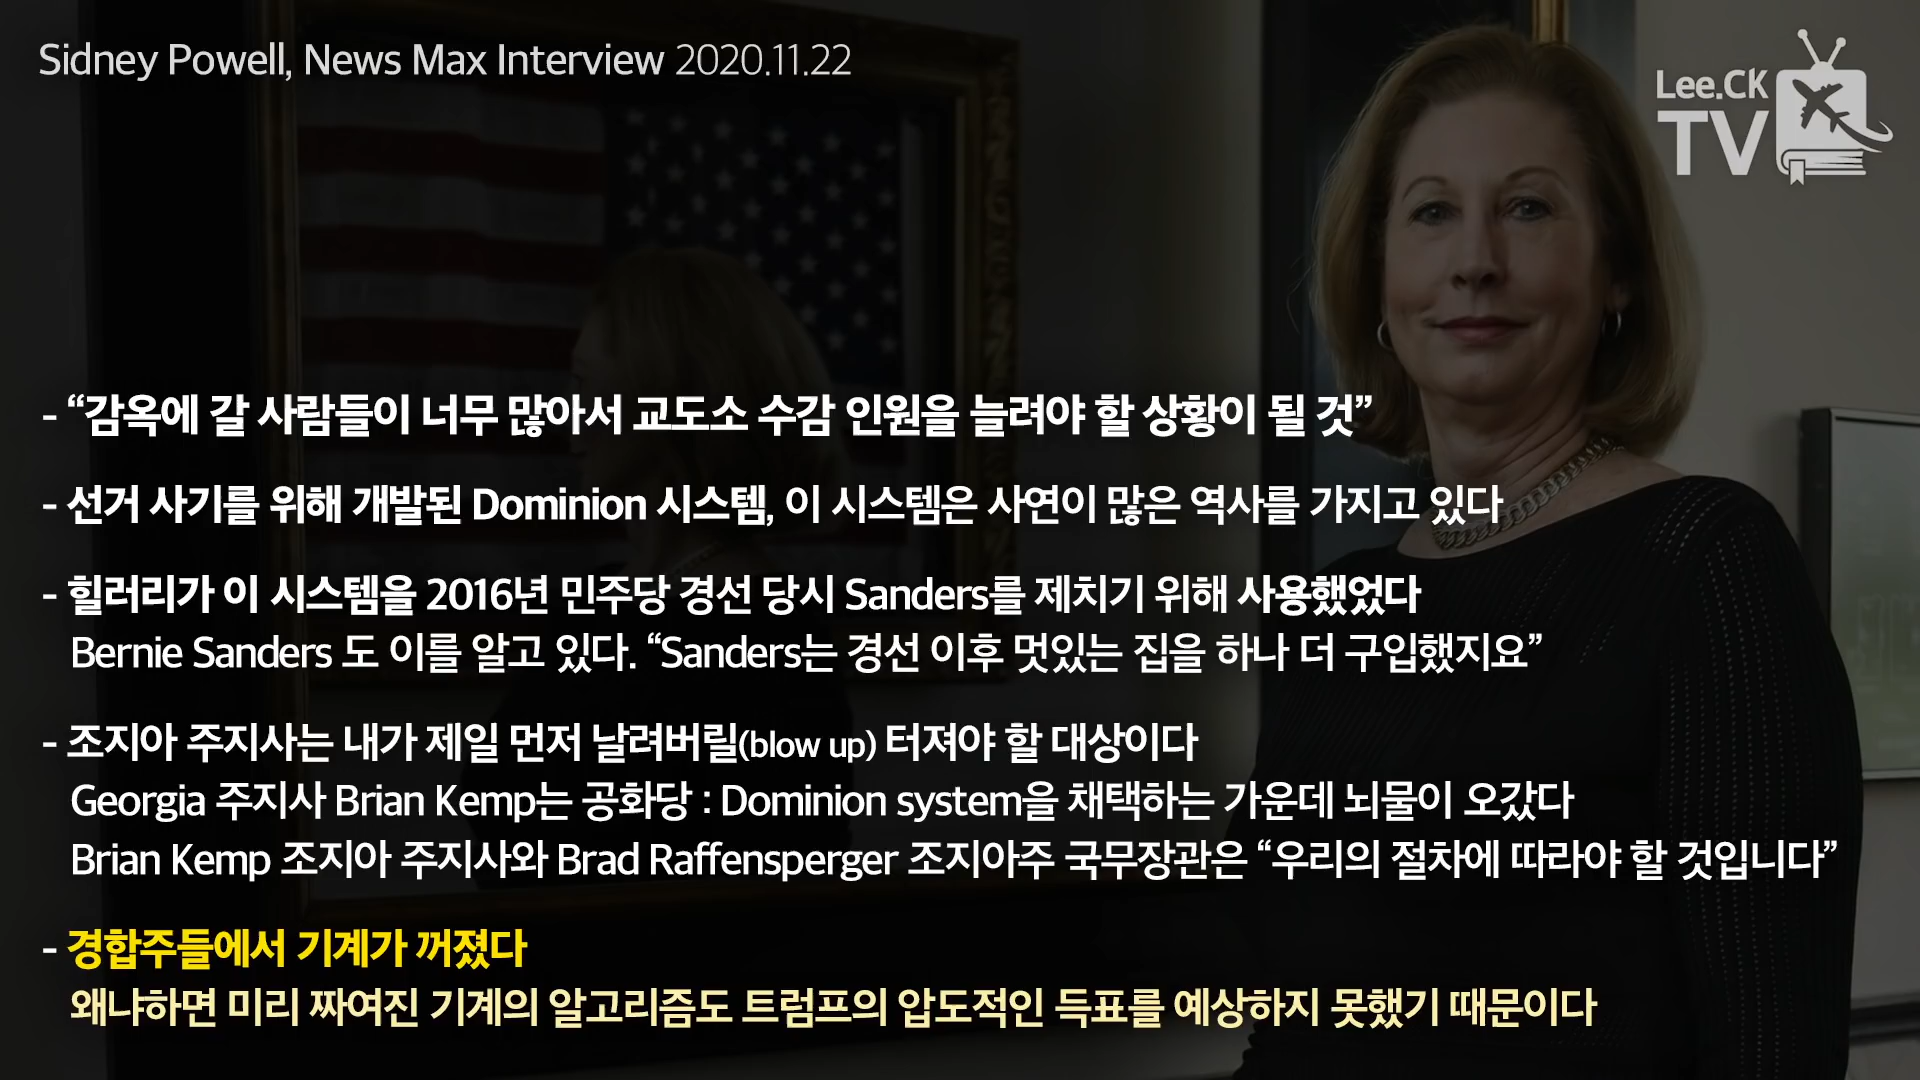 Sidney Powell, News Max Interview 2020.11.22
Lee.CK
TV
- “감옥에 갈 사람들이 너무 많아서 교도소 수감 인원을 늘려야 할 상황이 될 것”
- 선거 사기를 위해 개발된 Dominion 시스템, 이 시스템은 사연이 많은 역사를 가지고 있다
- 힐러리가 이 시스템을 2016년 민주당 경선 당시 Sanders를 제치기 위해 사용했었다
Bernie Sanders 도 이를 알고 있다. “Sanders는 경선 이후 멋있는 집을 하나 더 구입했지요”
- 조지아 주지사는 내가 제일 먼저 날려버릴(blow up) 터져야 할 대상이다
Georgia 주지사 Brian Kemp는 공화당 : Dominion system을 채택하는 가운데 뇌물이 오갔다
Brian Kemp 조지아 주지사와 Brad Raffensperger 조지아주 국무장관은 “우리의 절차에 따라야 할 것입니다”
- 경합주들에서 기계가 꺼졌다
왜냐하면 미리 짜여진 기계의 알고리즘도 트럼프의 압도적인 득표를 예상하지 못했기 때문이다